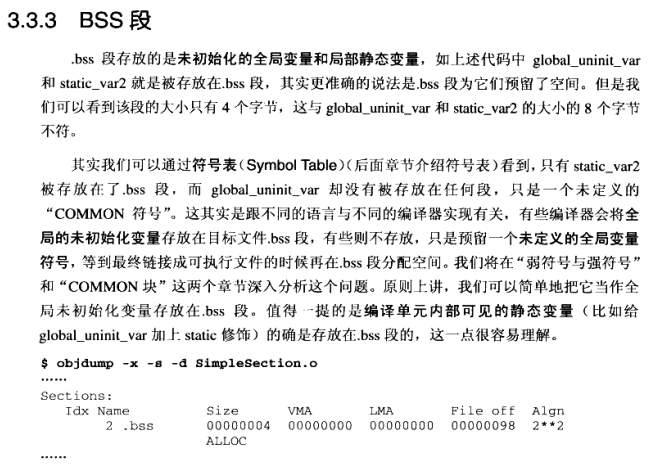 3.3.3 BSS 段
.bss 段存放的是未初始化的全局变量和局部静态变量，如上述代码中 global_uninit_var
和 static_var2 就是被存放在.bss 段，其实更准确的说法是.bss 段为它们预留了空间。但是我
们可以看到该段的大小只有 4 个字节，这与 global_uninit_var 和 static_var2 的大小的 8 个字节
不符。
其实我们可以通过符号表（Symbol Table）（后面章节介绍符号表）看到，只有 static_var2
被存放在了.bss 段，而 global_uninit_var 却没有被存放在任何段，只是一个未定义的
“COMMON 符号”。这其实是跟不同的语言与不同的编译器实现有关，有些编译器会将全
局的未初始化变量存放在目标文件.bss 段，有些则不存放，只是预留一个未定义的全局变量
符号，等到最终链接成可执行文件的时候再在.bss 段分配空间。我们将在“弱符号与强符号”
和“COMMON 块”这两个章节深入分析这个问题。原则上讲，我们可以简单地把它当作全
局未初始化变量存放在.bss 段。值得一提的是编译单元内部可见的静态变量（比如给
global_uninit_var 加上 static 修饰）的确是存放在.bss 段的，这一点很容易理解。
$ objdump -x -s -d SimpleSection.o
......
Sections:
Idx Name Size VMA LMA File off Algn
2 .bss 00000004 00000000 00000000 00000098 2**2
ALLOC
......